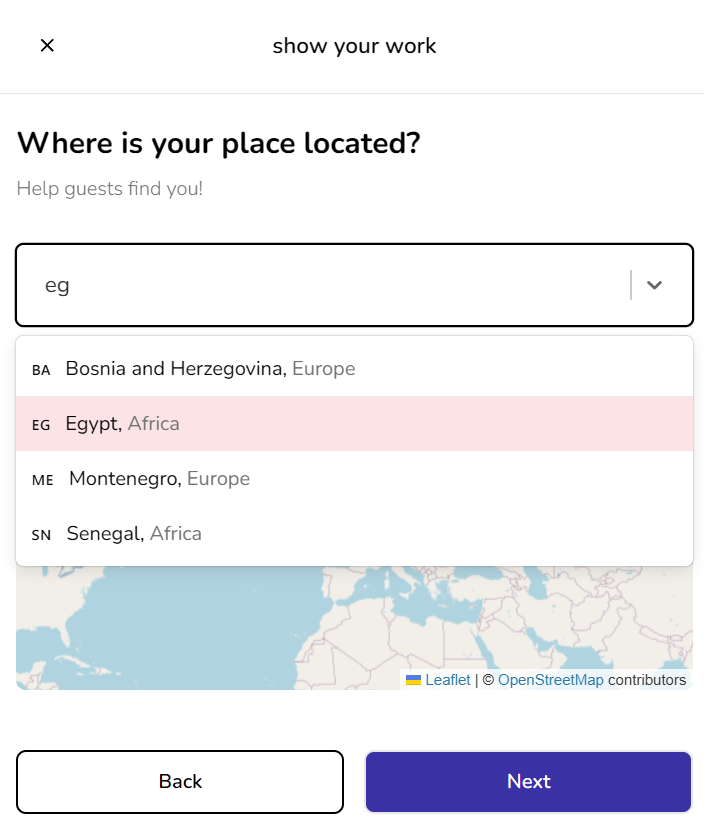 show your work
Where is your place located?
Help guests find you!
eg
BA Bosnia and Herzegovina, Europe
EG Egypt, Africa
ME Montenegro, Europe
SN Senegal, Africa
Leaflet | © OpenStreetMap contributors
Back Next